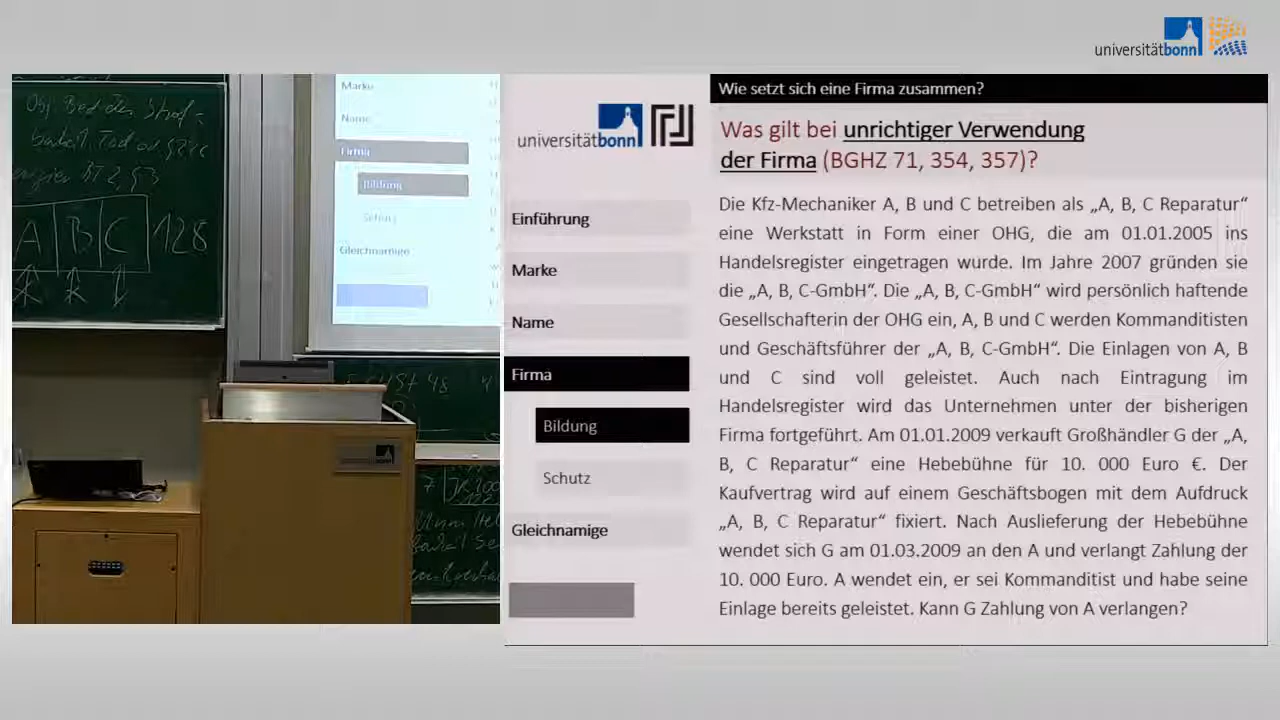 universitätbonn
Wie setzt sich eine Firma zusammen?
universitätbonn
Was gilt bei unrichtiger Verwendung
der Firma (BGHZ 71, 354, 357)?
Einführung
Marke
Name
Firma
Bildung
Schutz
Gleichnamige
Die Kfz-Mechaniker A, B und C betreiben als „A, B, C Reparatur“
eine Werkstatt in Form einer OHG, die am 01.01.2005 ins
Handelsregister eingetragen wurde. Im Jahre 2007 gründen sie
die „A, B, C-GmbH“. Die „A, B, C-GmbH“ wird persönlich haftende
Gesellschafterin der OHG ein, A, B und C werden Kommanditisten
und Geschäftsführer der „A, B, C-GmbH“. Die Einlagen von A, B
und C sind voll geleistet. Auch nach Eintragung im
Handelsregister wird das Unternehmen unter der bisherigen
Firma fortgeführt. Am 01.01.2009 verkauft Großhändler G der „A,
B, C Reparatur“ eine Hebebühne für 10. 000 Euro €. Der
Kaufvertrag wird auf einem Geschäftsbogen mit dem Aufdruck
„A, B, C Reparatur“ fixiert. Nach Auslieferung der Hebebühne
wendet sich G am 01.03.2009 an den A und verlangt Zahlung der
10. 000 Euro. A wendet ein, er sei Kommanditist und habe seine
Einlage bereits geleistet. Kann G Zahlung von A verlangen?
Marke
Name
Firma
Bildung
Schutz
Gleichnamige
A B C 128
universitätbonn